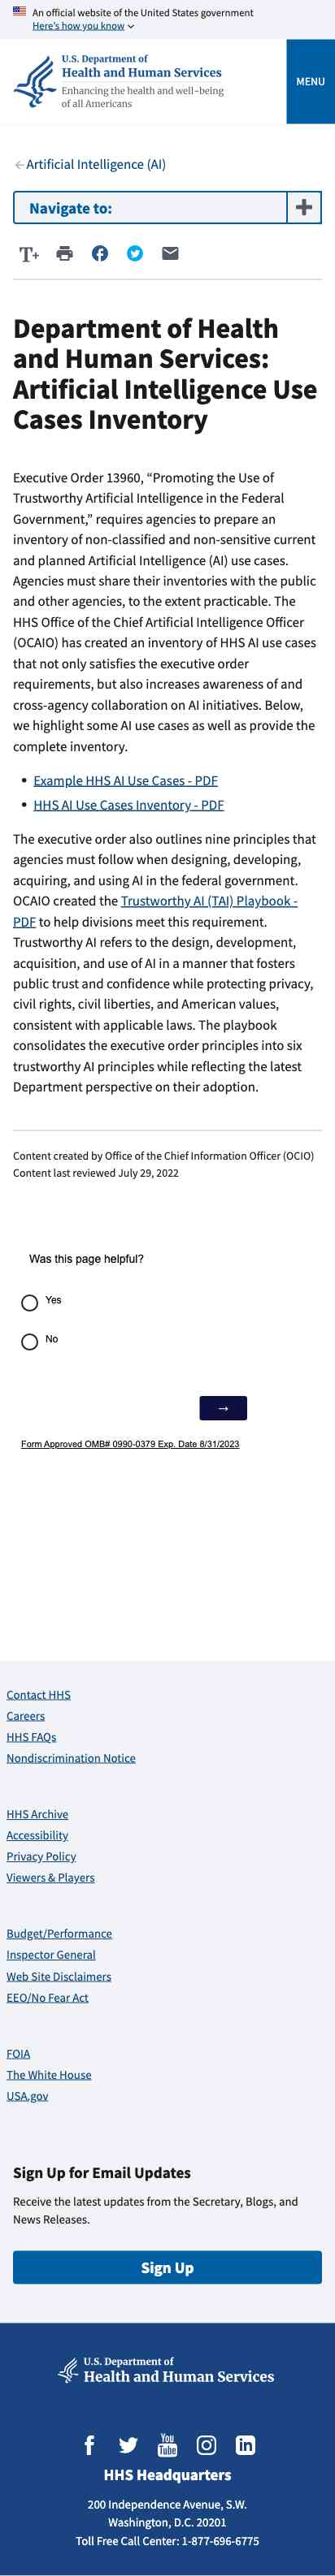 An official website of the United States government
Here's how you know
U.S. Department of
Health and Human Services
Enhancing the health and well-being
of all Americans
MENU
Artificial Intelligence (AI)
Navigate to:
T+
Department of Health
and Human Services:
Artificial Intelligence Use
Cases Inventory
Executive Order 13960, “Promoting the Use of
Trustworthy Artificial Intelligence in the Federal
Government,” requires agencies to prepare an
inventory of non-classified and non-sensitive current
and planned Artificial Intelligence (AI) use cases.
Agencies must share their inventories with the public
and other agencies, to the extent practicable. The
HHS Office of the Chief Artificial Intelligence Officer
(OCAIO) has created an inventory of HHS AI use cases
that not only satisfies the executive order
requirements, but also increases awareness of and
cross-agency collaboration on AI initiatives. Below,
we highlight some AI use cases as well as provide the
complete inventory.
• Example HHS AI Use Cases - PDF
• HHS AI Use Cases Inventory - PDF
The executive order also outlines nine principles that
agencies must follow when designing, developing,
acquiring, and using AI in the federal government.
OCAIO created the Trustworthy AI (TAI) Playbook -
PDF to help divisions meet this requirement.
Trustworthy AI refers to the design, development,
acquisition, and use of AI in a manner that fosters
public trust and confidence while protecting privacy,
civil rights, civil liberties, and American values,
consistent with applicable laws. The playbook
consolidates the executive order principles into six
trustworthy AI principles while reflecting the latest
Department perspective on their adoption.
Content created by Office of the Chief Information Officer (OCIO)
Content last reviewed July 29, 2022
Was this page helpful?
Yes
No
→
Form Approved OMB# 0990-0379 Exp. Date 8/31/2023
Contact HHS
Careers
HHS FAQs
Nondiscrimination Notice
HHS Archive
Accessibility
Privacy Policy
Viewers & Players
Budget/Performance
Inspector General
Web Site Disclaimers
EEO/No Fear Act
FOIA
The White House
USA.gov
Sign Up for Email Updates
Receive the latest updates from the Secretary, Blogs, and
News Releases.
Sign Up
U.S. Department of
Health and Human Services
You Tube
HHS Headquarters
200 Independence Avenue, S.W.
Washington, D.C. 20201
Toll Free Call Center: 1-877-696-6775